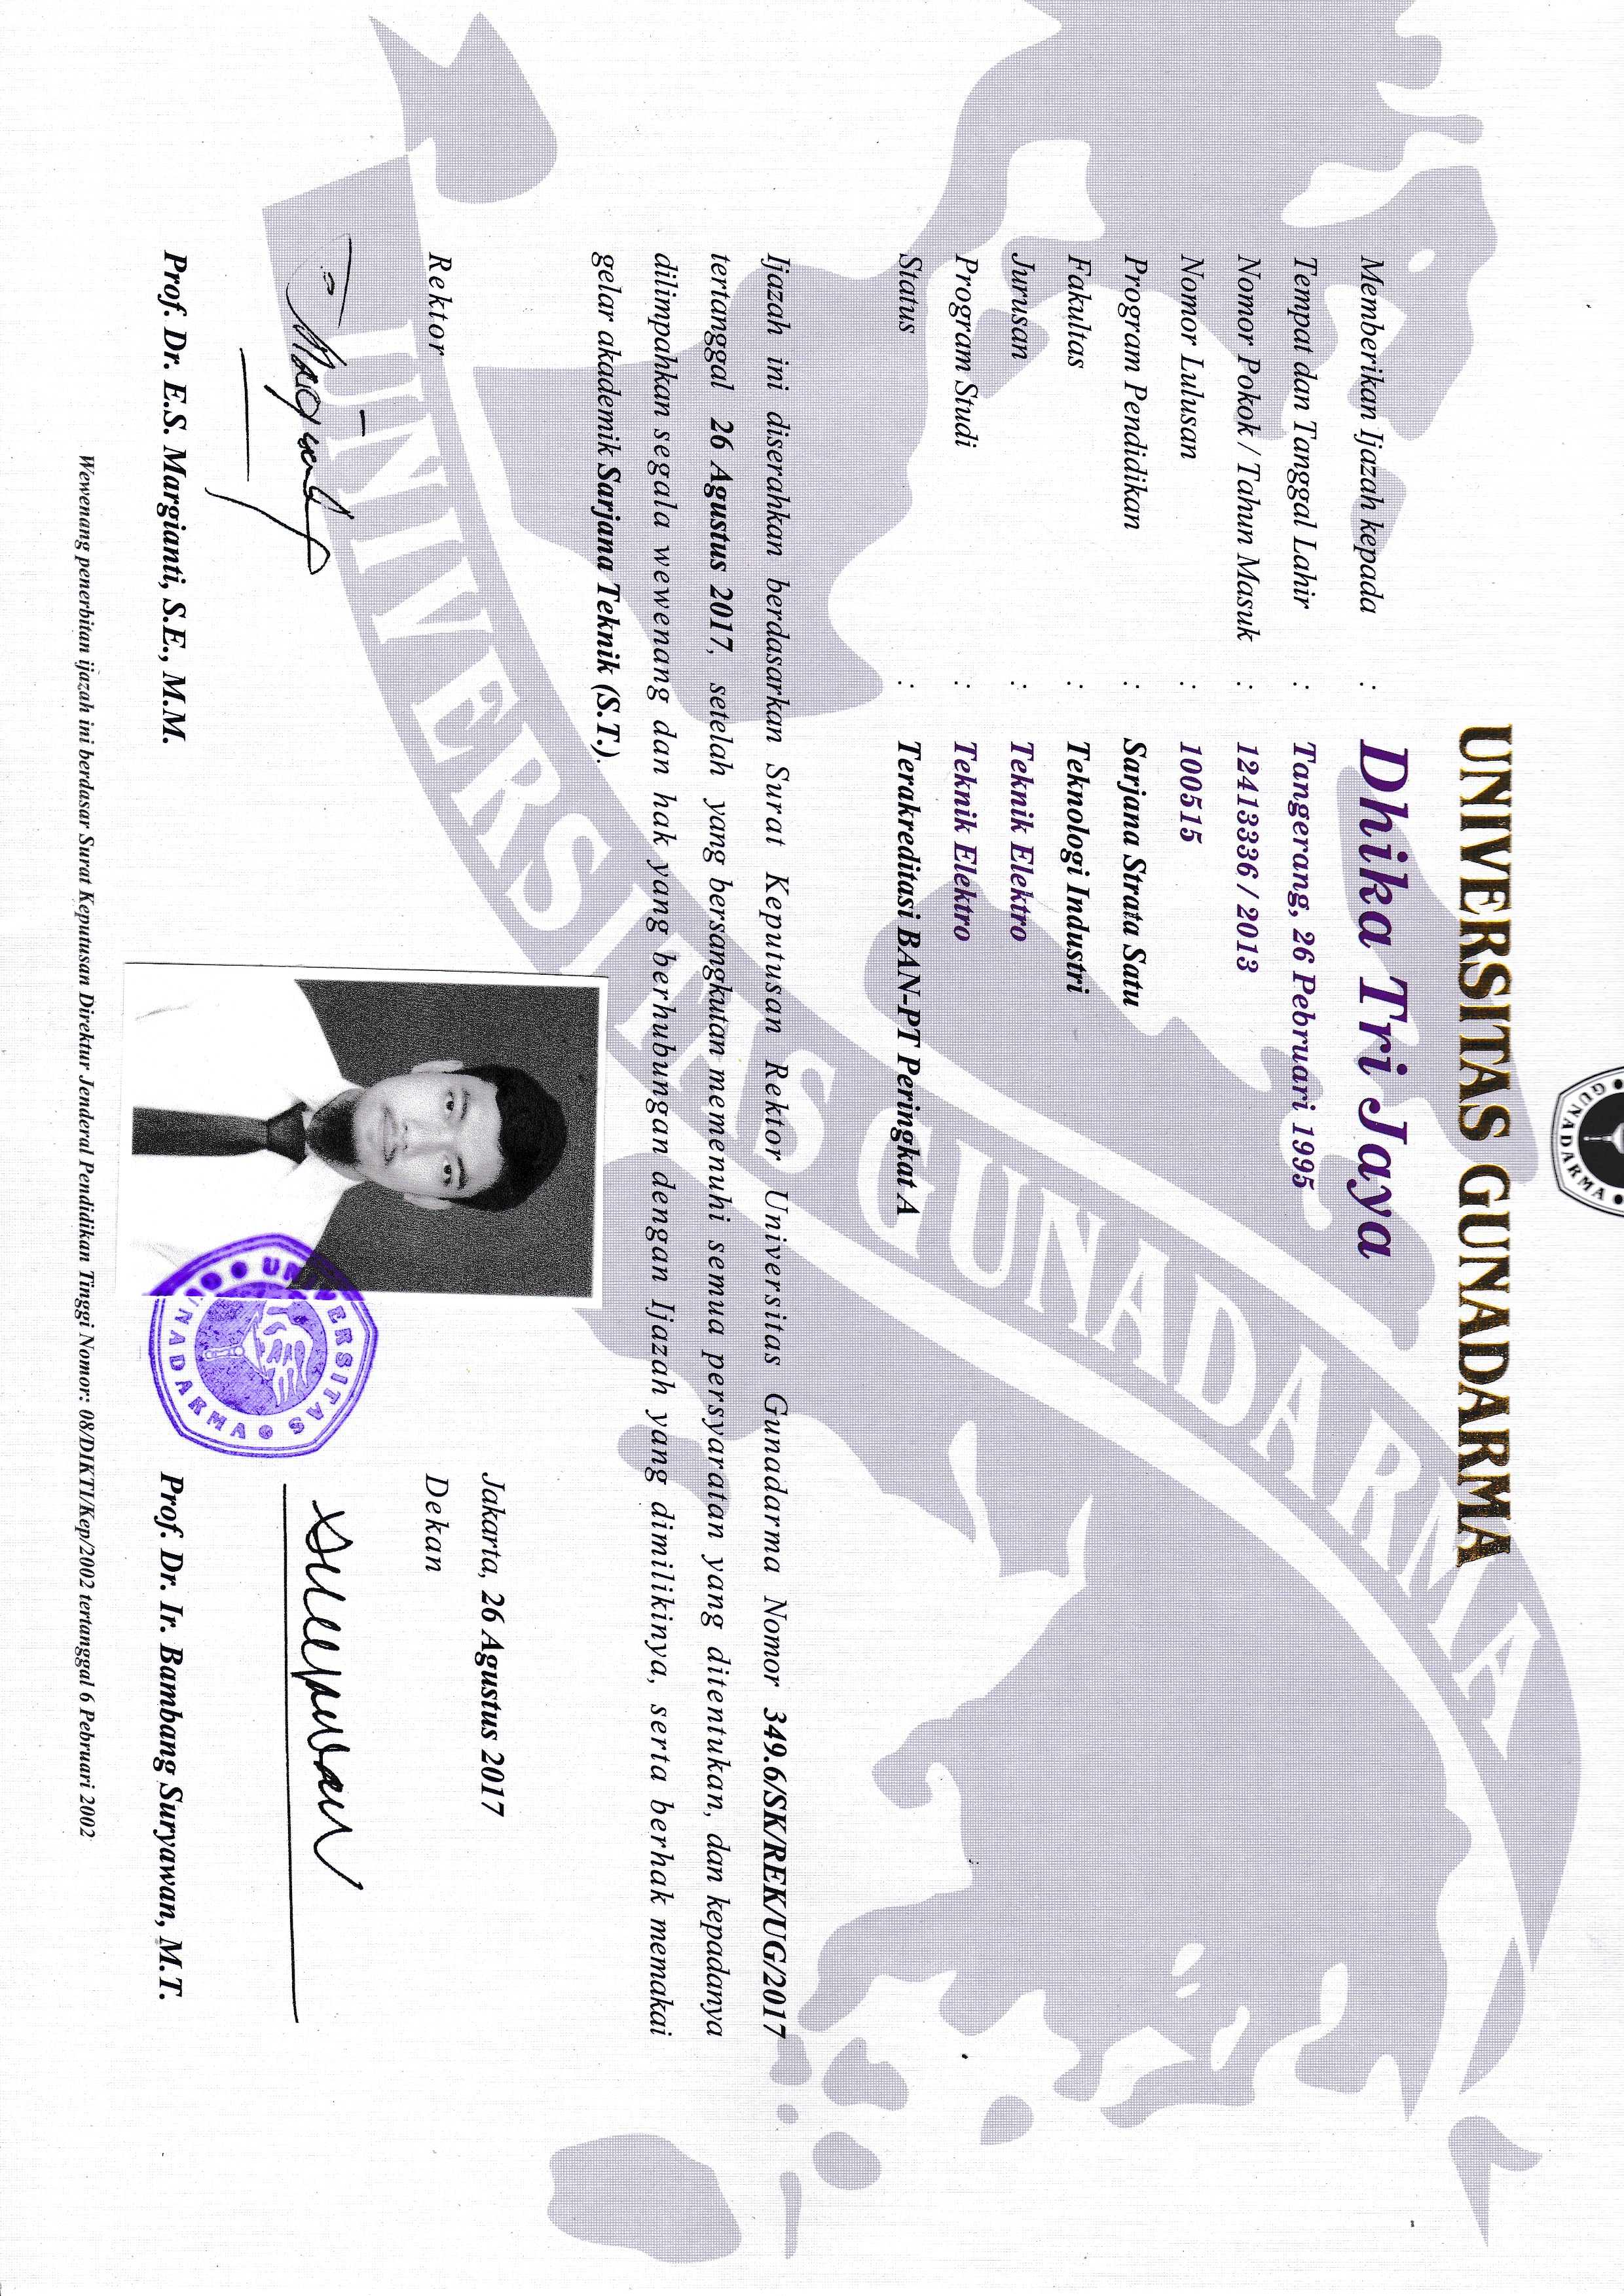 GUNADARMA
UNIVERSITAS GUNADARMA
Memberikan Ijazah kepada : Dhika Tri Jaya
Tempat dan Tanggal Lahir : Tangerang, 26 Pebruari 1995
Nomor Pokok / Tahun Masuk : 12413336 / 2013
Nomor Lulusan : 100515
Program Pendidikan : Sarjana Strata Satu
Fakultas : Teknologi Industri
Jurusan : Teknik Elektro
Program Studi : Teknik Elektro
Status : Terakreditasi BAN-PT Peringkat A
Ijazah ini diserahkan berdasarkan Surat Keputusan Rektor Universitas Gunadarma Nomor 349.6/SK/REK/UG/2017
tertanggal 26 Agustus 2017, setelah yang bersangkutan memenuhi semua persyaratan yang ditentukan, dan kepadanya
dilimpahkan segala wewenang dan hak yang berhubungan dengan Ijazah yang dimilikinya, serta berhak memakai
gelar akademik Sarjana Teknik (S.T.).
UNIVERSITAS GUNADARMA
Jakarta, 26 Agustus 2017
Rektor
Dekan
Margianti
Suryawan
UNIVERSITAS GUNADARMA
Prof. Dr. E.S. Margianti, S.E., M.M.
Prof. Dr. Ir. Bambang Suryawan, M.T.
Wewenang penerbitan ijazah ini berdasar Surat Keputusan Direktur Jenderal Pendidikan Tinggi Nomor: 08/DIKTI/Kep/2002 tertanggal 6 Pebruari 2002